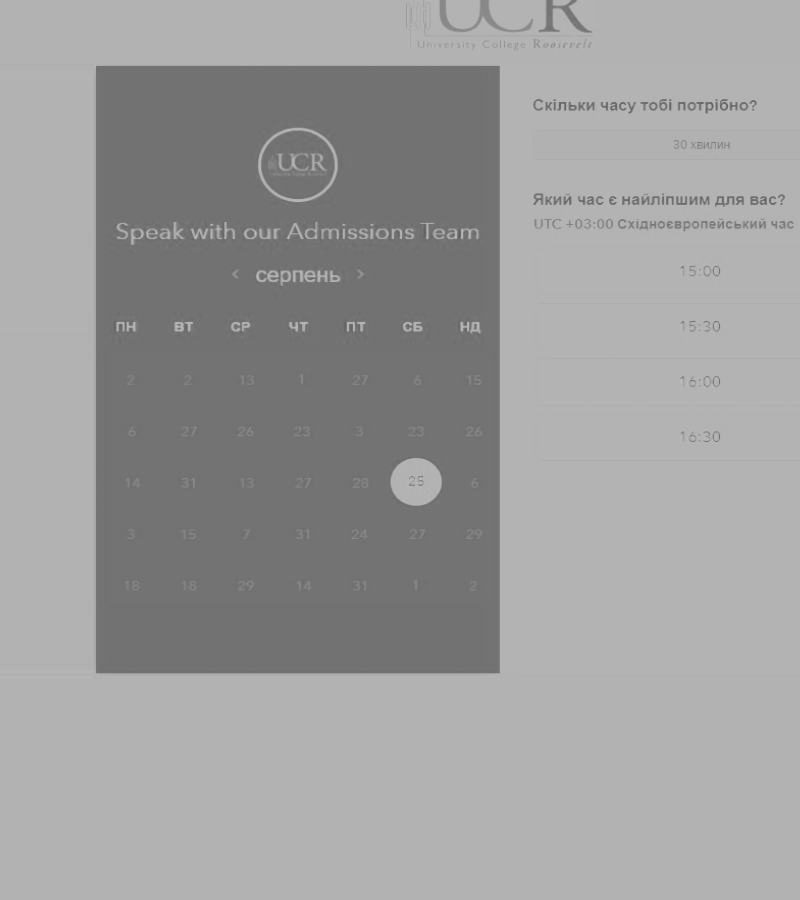 UCR
University College Roosevelt
UCR
Speak with our Admissions Team
серпень
ПН ВТ СР ЧТ ПТ СБ НД
2 2 13 1 27 6 15
6 27 26 23 3 23 26
14 31 13 27 28 25 6
3 15 7 31 24 27 29
18 18 29 14 31 1 2
Скільки часу тобі потрібно?
30 хвилин
Який час є найліпшим для вас?
UTC +03:00 Східноєвропейський час
15:00
15:30
16:00
16:30